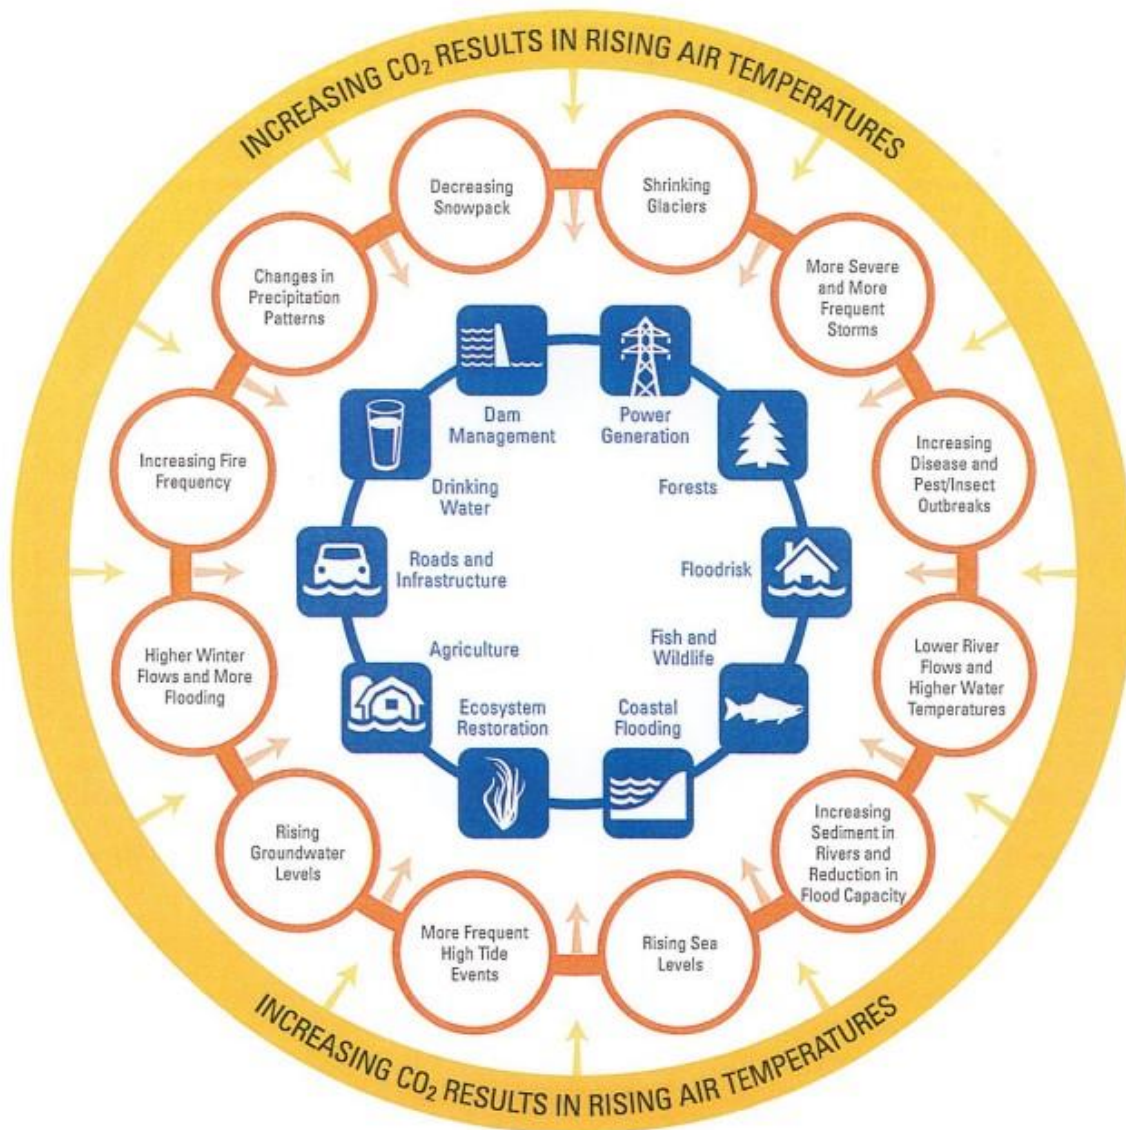 INCREASING CO₂ RESULTS IN RISING AIR TEMPERATURES
Decreasing
Snowpack
Shrinking
Glaciers
More Severe
and More
Frequent
Storms
Increasing
Disease and
Pest/Insect
Outbreaks
Lower River
Flows and
Higher Water
Temperatures
Increasing
Sediment in
Rivers and
Reduction in
Flood Capacity
Rising Sea
Levels
More Frequent
High Tide
Events
Rising
Groundwater
Levels
Higher Winter
Flows and More
Flooding
Increasing Fire
Frequency
Changes in
Precipitation
Patterns
Dam
Management
Power
Generation
Forests
Floodrisk
Fish and
Wildlife
Coastal
Flooding
Ecosystem
Restoration
Agriculture
Roads and
Infrastructure
Drinking
Water
INCREASING CO₂ RESULTS IN RISING AIR TEMPERATURES